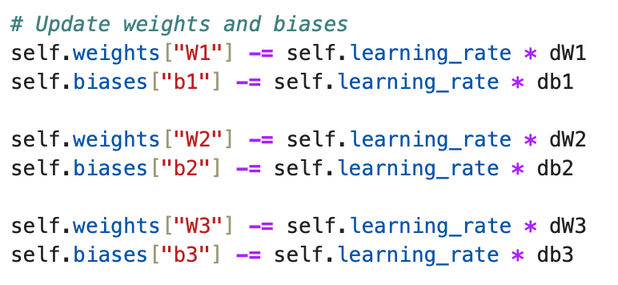 # Update weights and biases
self.weights["W1"] -= self.learning_rate * dW1
self.biases["b1"] -= self.learning_rate * db1

self.weights["W2"] -= self.learning_rate * dW2
self.biases["b2"] -= self.learning_rate * db2

self.weights["W3"] -= self.learning_rate * dW3
self.biases["b3"] -= self.learning_rate * db3